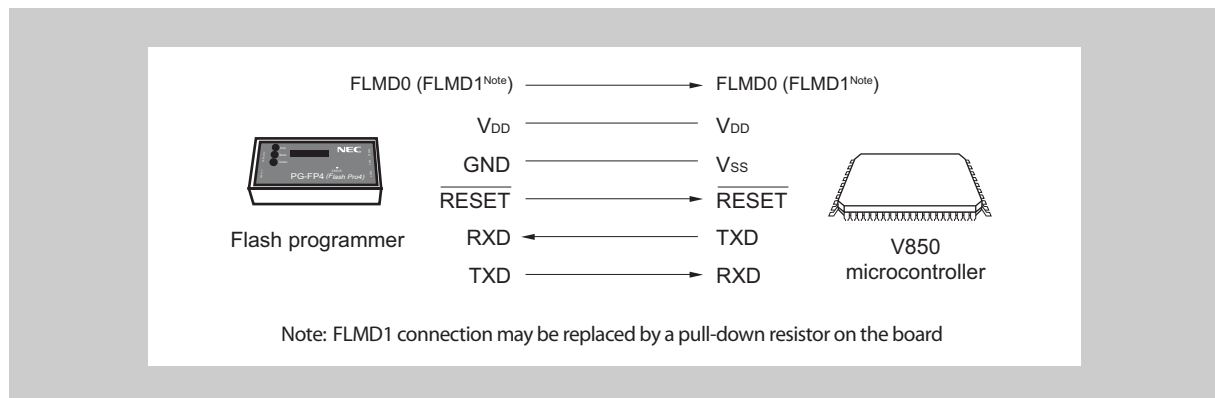 FLMD0 (FLMD1Note) FLMD0 (FLMD1Note)
VDD VDD
GND VSS
RESET RESET
RXD TXD
TXD RXD
NEC
PG-FP4 (Flash Pro4)
Flash programmer
V850
microcontroller
Note: FLMD1 connection may be replaced by a pull-down resistor on the board